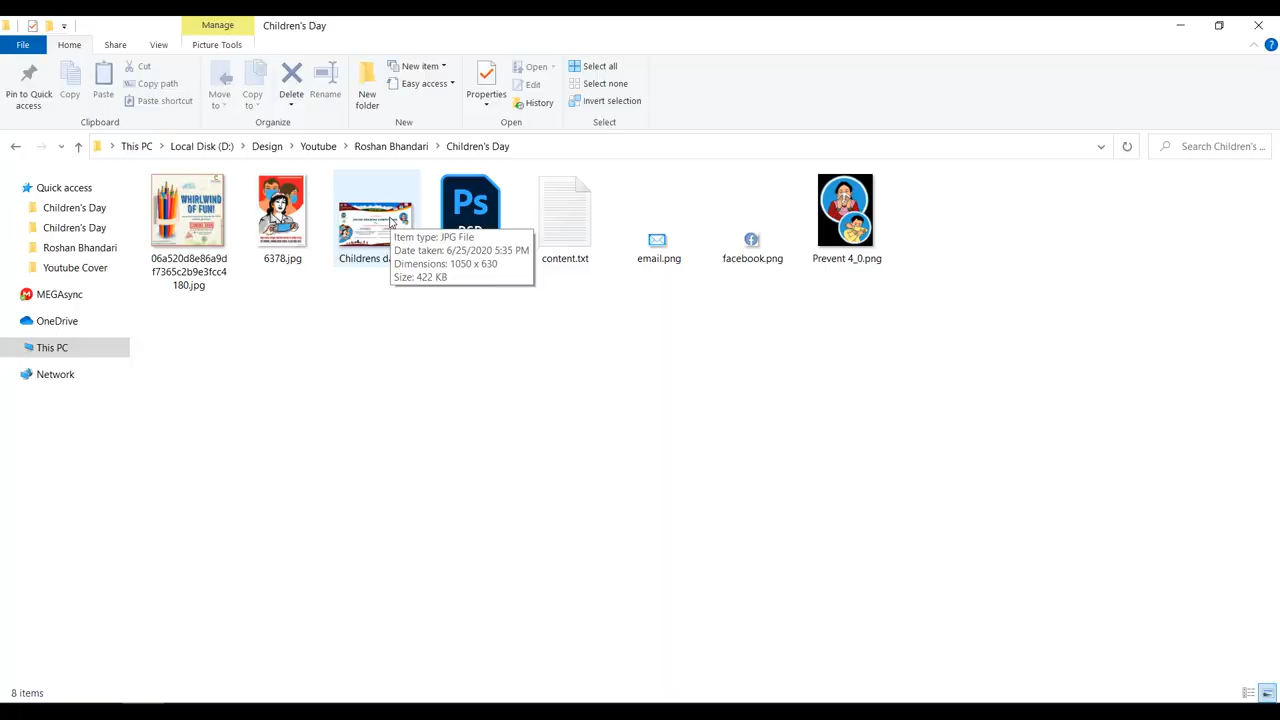 Manage
Children's Day
File
Home
Share
View
Picture Tools
Pin to Quick access
Copy
Paste
Cut
Copy path
Paste shortcut
Clipboard
Move to
Copy to
Delete
Rename
Organize
New folder
New item
Easy access
New
Properties
Open
Edit
History
Open
Select all
Select none
Invert selection
Select
This PC > Local Disk (D:) > Design > Youtube > Roshan Bhandari > Children's Day
Search Children's ...
Quick access
Children's Day
Children's Day
Roshan Bhandari
Youtube Cover
MEGAsync
OneDrive
This PC
Network
WHIRLWIND
OF FUN!
Ps
06a520d8e86a9d
f7365c2b9e3fcc4
180.jpg
6378.jpg
Childrens
content.txt
email.png
facebook.png
Prevent 4_0.png
Item type: JPG File
Date taken: 6/25/2020 5:35 PM
Dimensions: 1050 x 630
Size: 422 KB
8 items